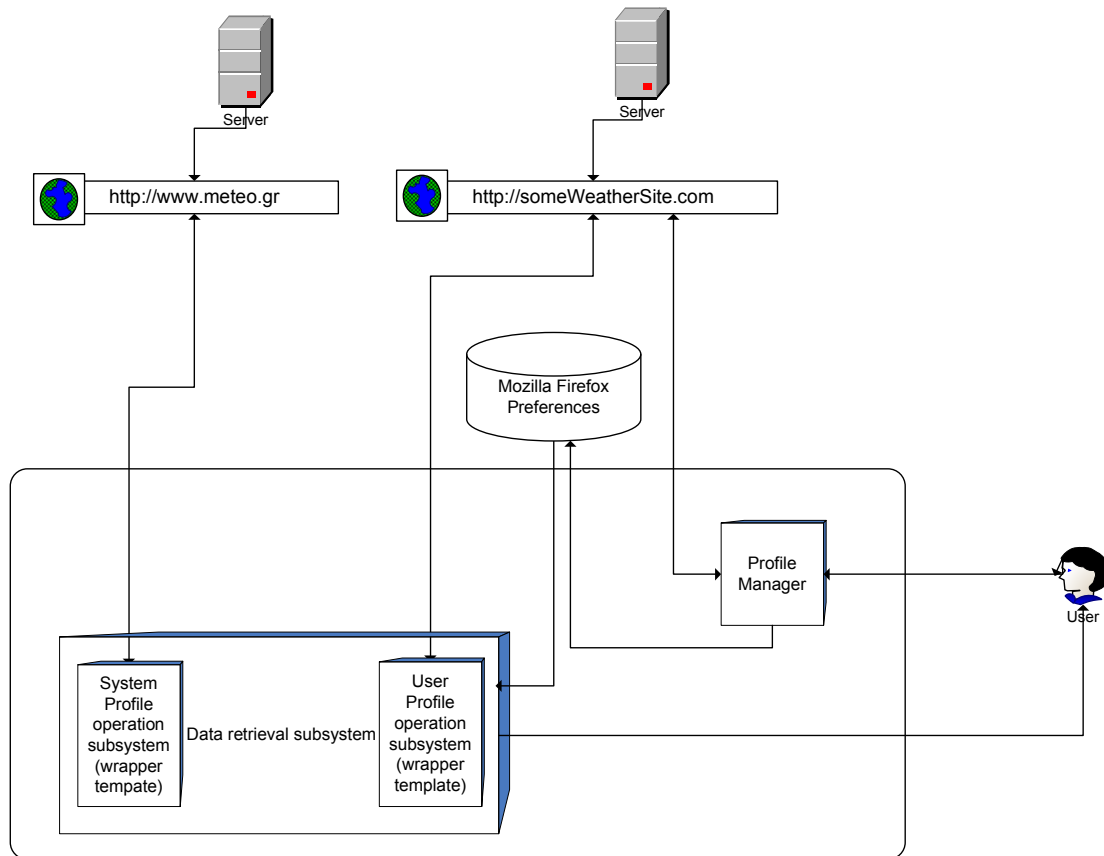 Server
Server
http://www.meteo.gr
http://someWeatherSite.com
Mozilla Firefox
Preferences
Profile
Manager
User
System
Profile
operation
subsystem
(wrapper
tempate)
Data retrieval subsystem
User
Profile
operation
subsystem
(wrapper
template)